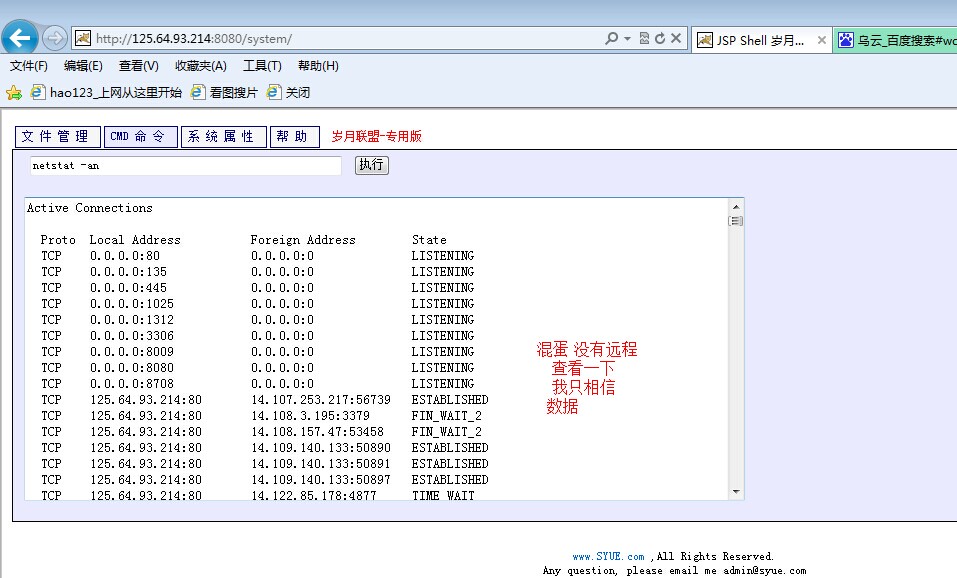 http://125.64.93.214:8080/system/
JSP Shell 岁月...
乌云_百度搜索#wo
文件(F) 编辑(E) 查看(V) 收藏夹(A) 工具(T) 帮助(H)
hao123_上网从这里开始 看图搜片 关闭
文件管理 CMD命令 系统属性 帮助 岁月联盟-专用版
netstat -an 执行
Active Connections
Proto Local Address Foreign Address State
TCP 0.0.0.0:80 0.0.0.0:0 LISTENING
TCP 0.0.0.0:135 0.0.0.0:0 LISTENING
TCP 0.0.0.0:445 0.0.0.0:0 LISTENING
TCP 0.0.0.0:1025 0.0.0.0:0 LISTENING
TCP 0.0.0.0:1312 0.0.0.0:0 LISTENING
TCP 0.0.0.0:3306 0.0.0.0:0 LISTENING
TCP 0.0.0.0:8009 0.0.0.0:0 LISTENING
TCP 0.0.0.0:8080 0.0.0.0:0 LISTENING
TCP 0.0.0.0:8708 0.0.0.0:0 LISTENING
TCP 125.64.93.214:80 14.107.253.217:56739 ESTABLISHED
TCP 125.64.93.214:80 14.108.3.195:3379 FIN_WAIT_2
TCP 125.64.93.214:80 14.108.157.47:53458 FIN_WAIT_2
TCP 125.64.93.214:80 14.109.140.133:50890 ESTABLISHED
TCP 125.64.93.214:80 14.109.140.133:50891 ESTABLISHED
TCP 125.64.93.214:80 14.109.140.133:50897 ESTABLISHED
TCP 125.64.93.214:80 14.122.85.178:4877 TIME_WAIT
混蛋 没有远程
查看一下
我只相信
数据
www.SYUE.com ,All Rights Reserved.
Any question, please email me admin@syue.com